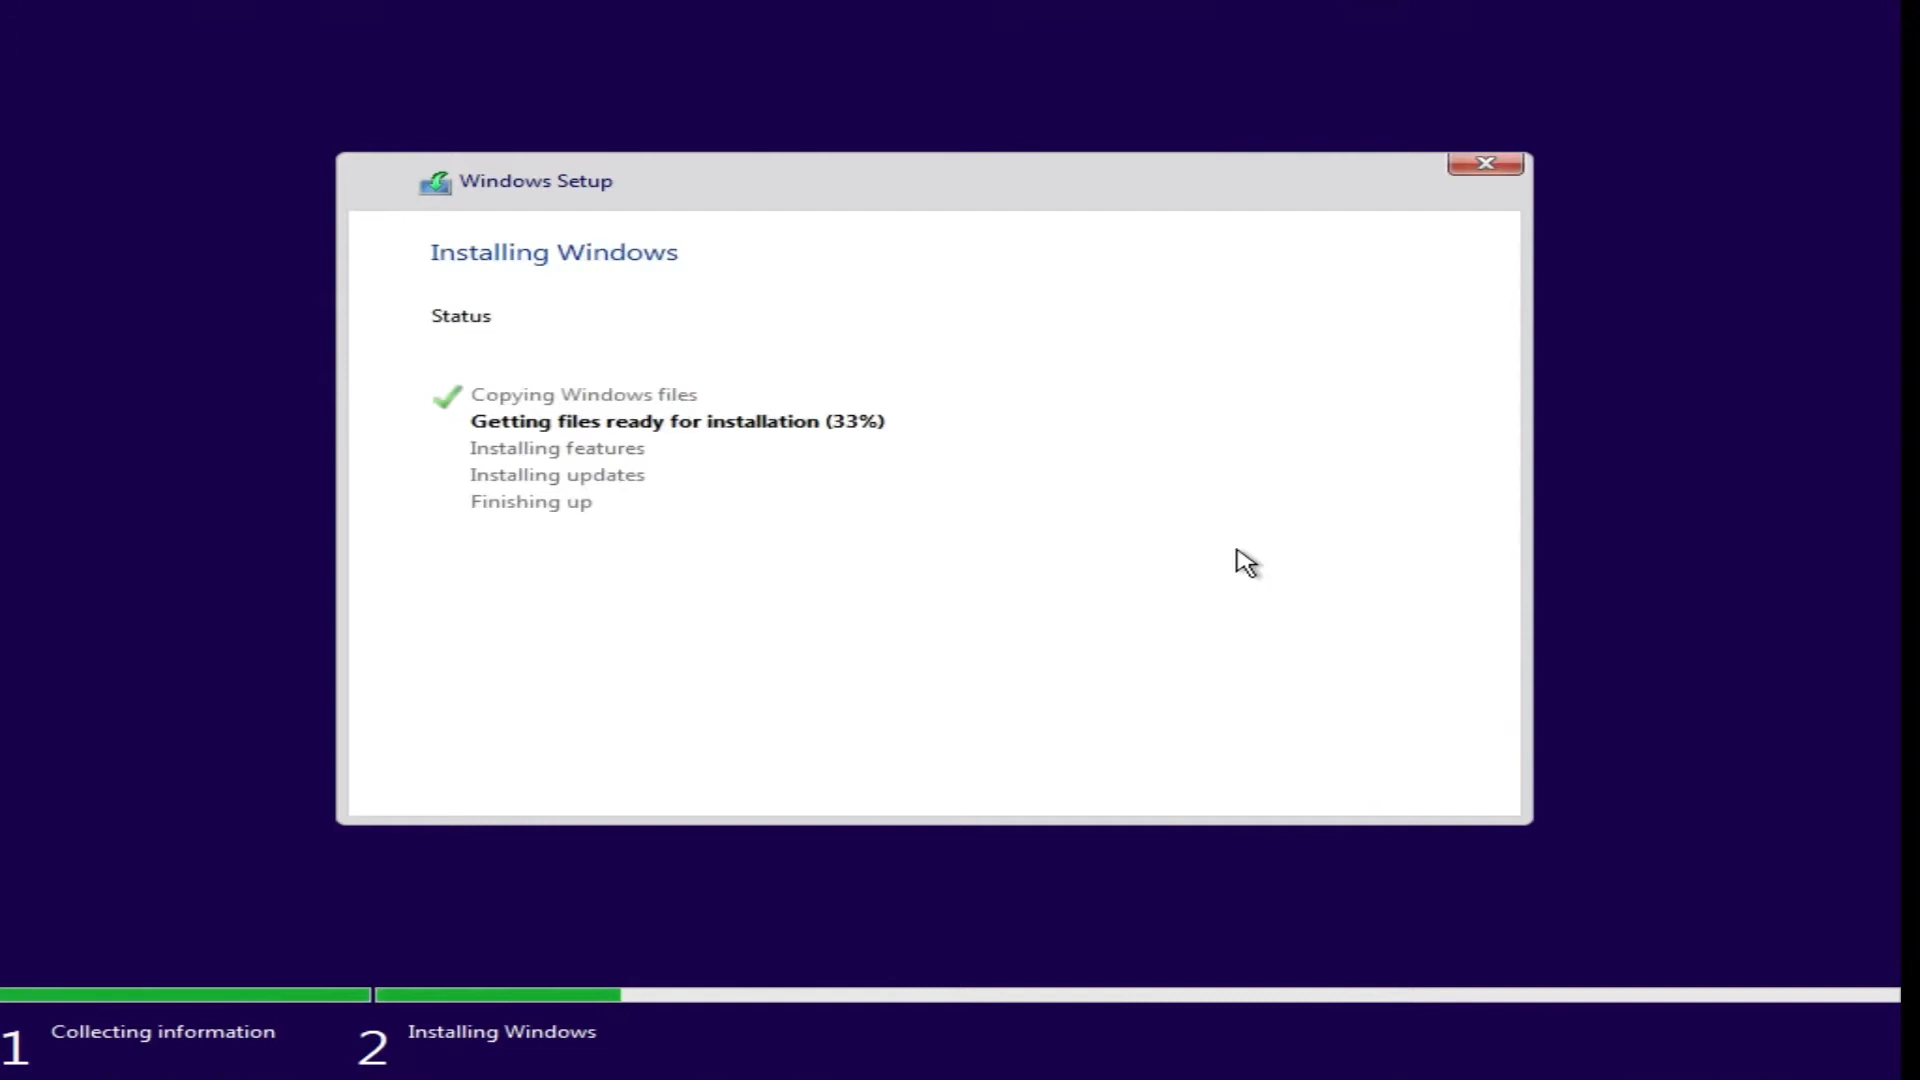 Windows Setup
Installing Windows
Status
Copying Windows files
Getting files ready for installation (33%)
Installing features
Installing updates
Finishing up
1 Collecting information
2 Installing Windows